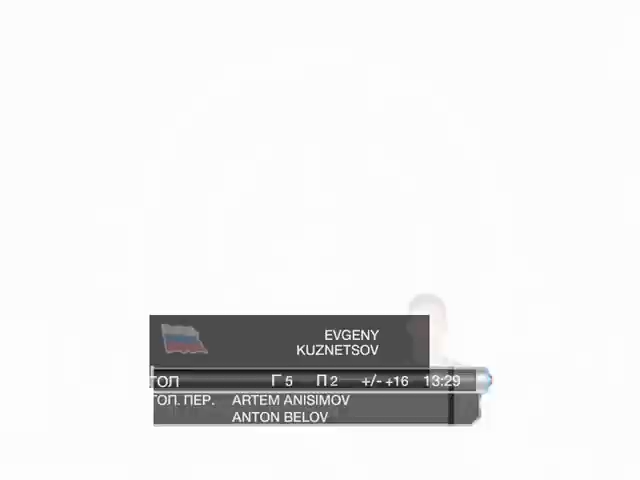 EVGENY
KUZNETSOV
ГОЛ Г 5 П 2 +/- +16 13:29
ГОЛ. ПЕР. ARTEM ANISIMOV
ANTON BELOV